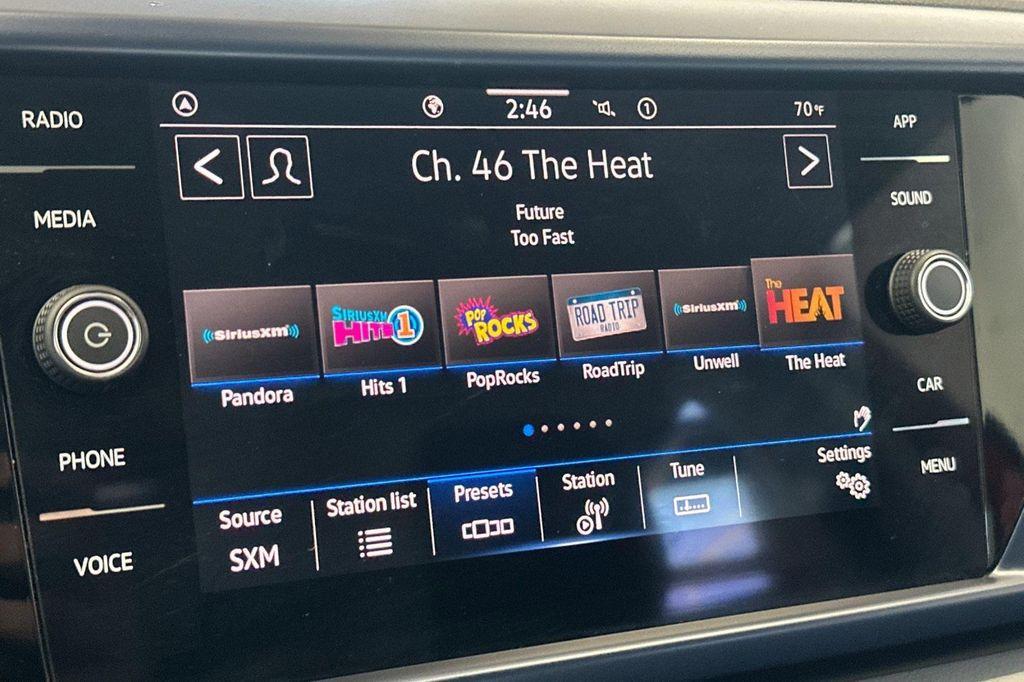 RADIO
MEDIA
PHONE
VOICE
2:46
1
70°F
Ch. 46 The Heat
Future
Too Fast
((SiriusXM))
SIRIUSXM
HITS 1
POP
ROCKS
ROAD TRIP
RADIO
((SiriusXM))
The
HEAT
Pandora
Hits 1
PopRocks
RoadTrip
Unwell
The Heat
Source
SXM
Station list
Presets
Station
Tune
Settings
APP
SOUND
CAR
MENU